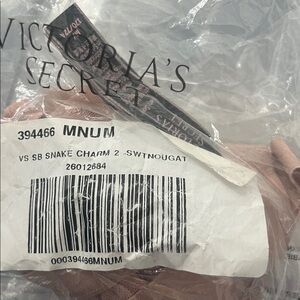 VICTORIA'S
SECRET
394466 MNUM
VS SB SNAKE CHARM 2 -SWTNOUGAT
26012684
000394466MNUM